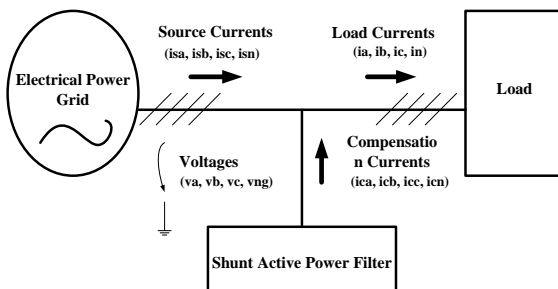 Source Currents
(isa, isb, isc, isn)
Load Currents
(ia, ib, ic, in)
Electrical Power
Grid
Load
Voltages
(va, vb, vc, vng)
Compensatio
n Currents
(ica, icb, icc, icn)
Shunt Active Power Filter